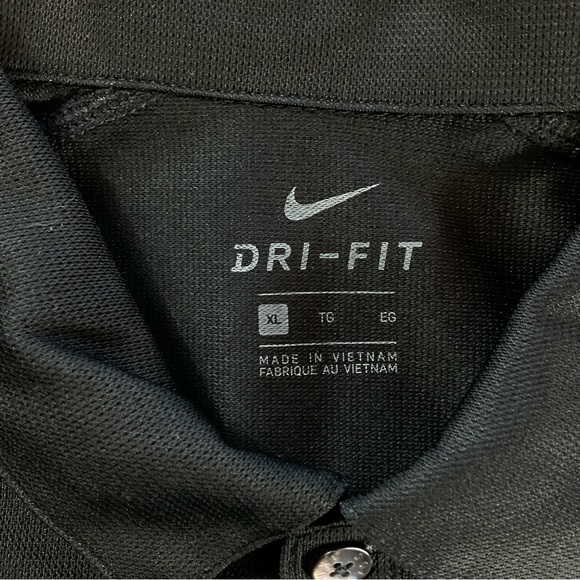 DRI-FIT
XL TG EG
MADE IN VIETNAM
FABRIQUE AU VIETNAM